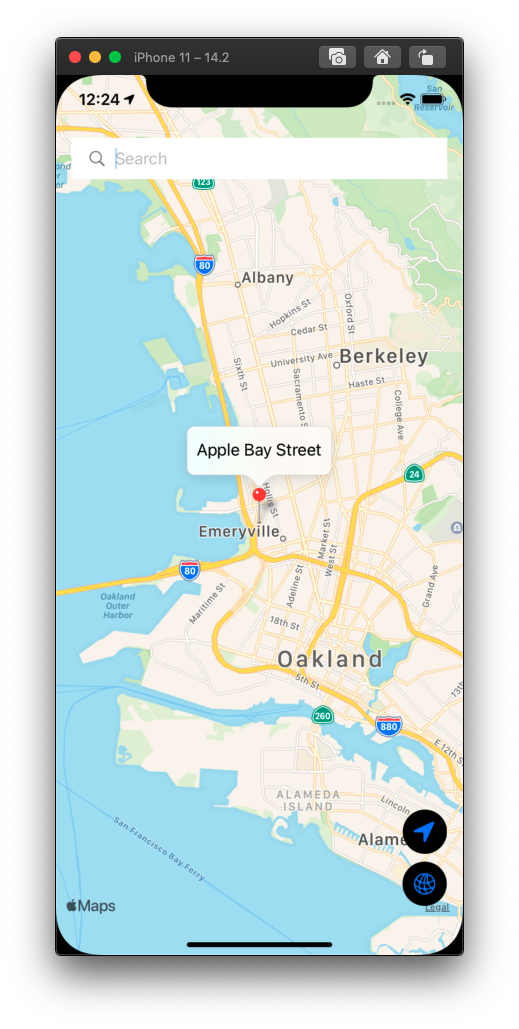 iPhone 11 – 14.2
12:24
San
Reservoir
Search
123
80
Albany
Hopkins St
Oxford St
Cedar St
University Ave
Berkeley
Sixth St
Sacramento St
Haste St
College Ave
Apple Bay Street
24
Hollis St
Emeryville
Market St
West St
80
Adeline St
Grand Ave
Oakland
Outer
Harbor
Maritime St
18th St
Oakland
5th St
13th
260
880
E 12th S
ALAMEDA
ISLAND
Lincoln
Alame
San Francisco Bay Ferry
Maps
Legal